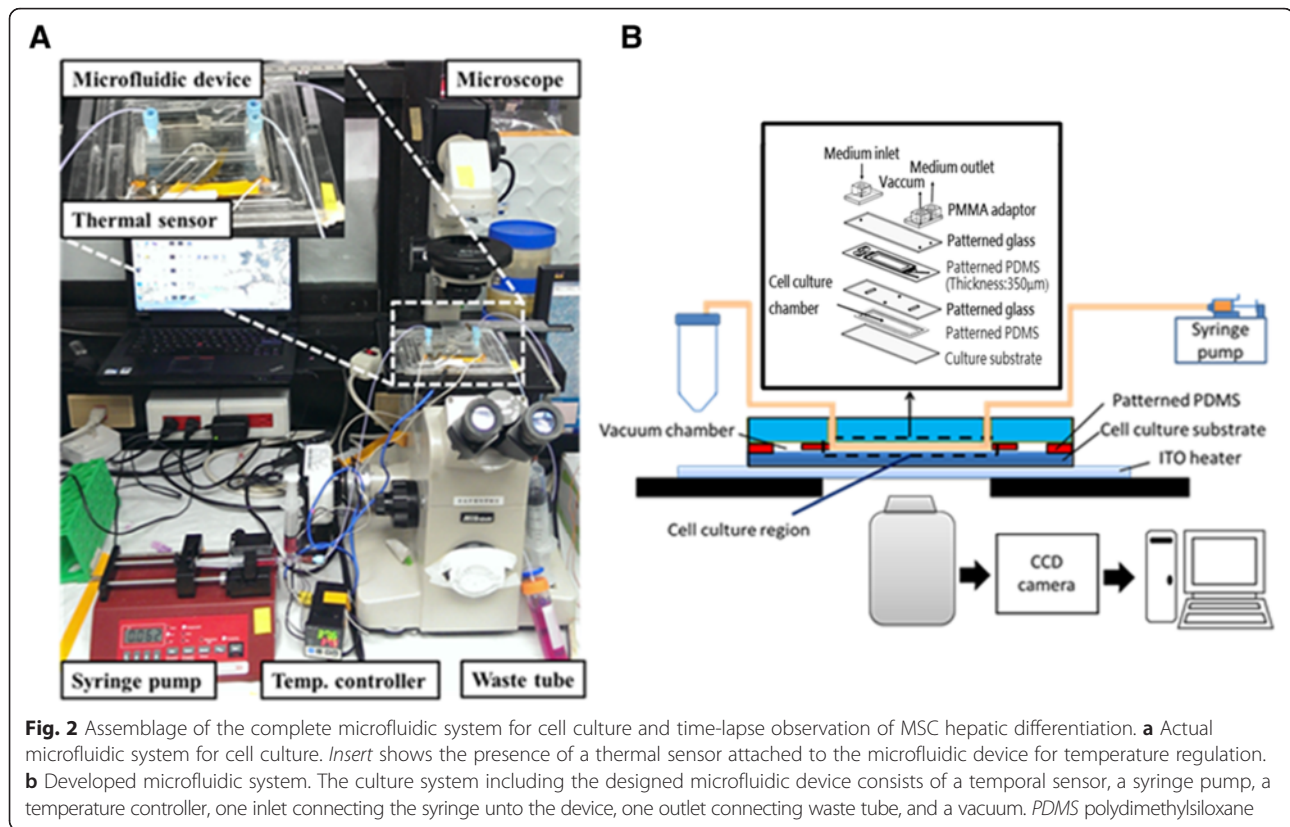 A
B
Microfluidic device
Microscope
Thermal sensor
Syringe pump
Temp. controller
Waste tube
0062
Nikon
Medium inlet
Medium outlet
Vaccum
PMMA adaptor
Patterned glass
Patterned PDMS
(Thickness:350μm)
Cell culture
chamber
Patterned glass
Patterned PDMS
Culture substrate
Syringe
pump
Vacuum chamber
Patterned PDMS
Cell culture substrate
ITO heater
Cell culture region
CCD
camera
Fig. 2 Assemblage of the complete microfluidic system for cell culture and time-lapse observation of MSC hepatic differentiation. a Actual
microfluidic system for cell culture. Insert shows the presence of a thermal sensor attached to the microfluidic device for temperature regulation.
b Developed microfluidic system. The culture system including the designed microfluidic device consists of a temporal sensor, a syringe pump, a
temperature controller, one inlet connecting the syringe unto the device, one outlet connecting waste tube, and a vacuum. PDMS polydimethylsiloxane